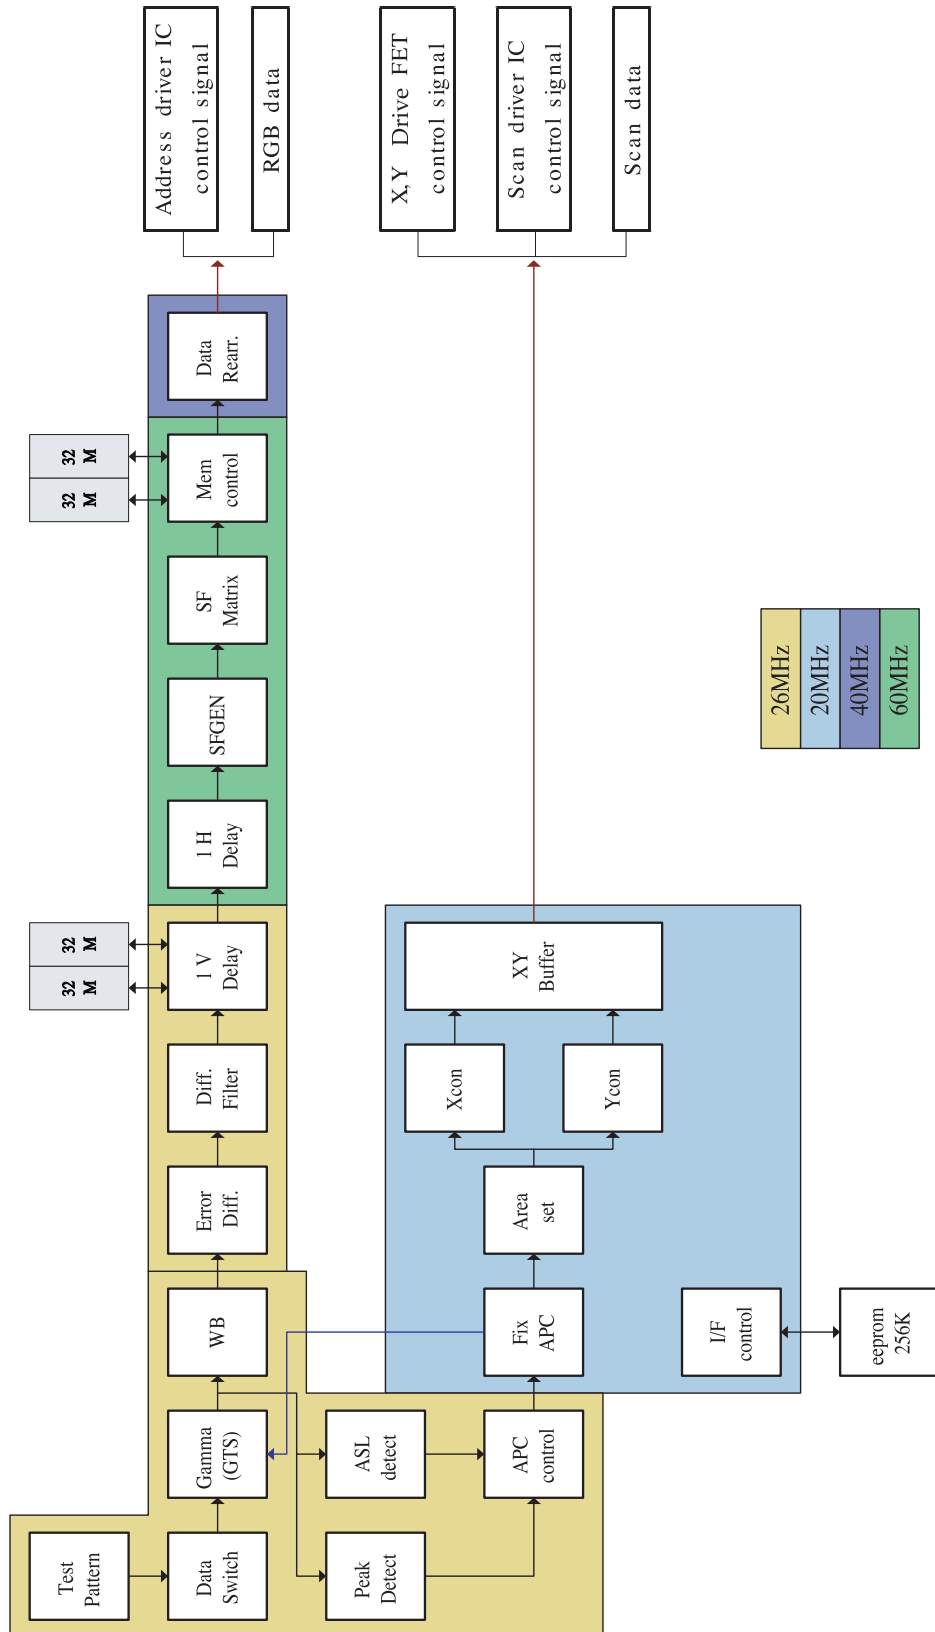 Test
Pattern
Data
Switch
Gamma
(GTS)
WB
Error
Diff.
Diff.
Filter
1 V
Delay
32
M
32
M
1 H
Delay
SFGEN
SF
Matrix
Mem
control
32
M
32
M
Data
Rearr.
Address driver IC
control signal
RGB data
Peak
Detect
ASL
detect
APC
control
Fix
APC
Area
set
Xcon
Ycon
XY
Buffer
X,Y Drive FET
control signal
Scan driver IC
control signal
Scan data
I/F
control
eeprom
256K
26MHz
20MHz
40MHz
60MHz